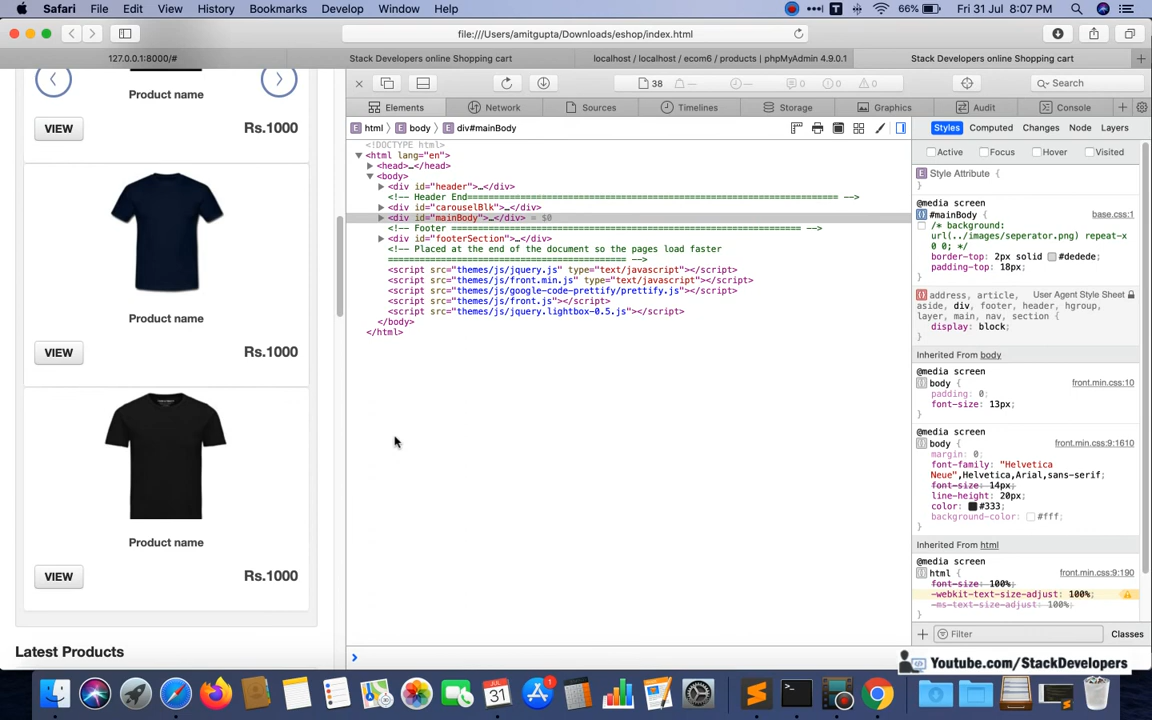 Safari File Edit View History Bookmarks Develop Window Help
66% Fri 31 Jul 8:07 PM
file:///Users/amitgupta/Downloads/eshop/index.html
127.0.0.1:8000/# Stack Developers online Shopping cart localhost / localhost / ecom6 / products | phpMyAdmin 4.9.0.1 Stack Developers online Shopping cart
38 — — 0 0 0 Search
Elements Network Sources Timelines Storage Graphics Audit Console
E html E body E div#mainBody
Styles Computed Changes Node Layers
Active Focus Hover Visited
Product name
VIEW Rs.1000
Product name
VIEW Rs.1000
Product name
VIEW Rs.1000
Latest Products
<!DOCTYPE html>
<html lang="en">
<head>…</head>
<body>
<div id="header">…</div>
<!-- Header End====================================================================== -->
<div id="carouselBlk">…</div>
<div id="mainBody">…</div> = $0
<!-- Footer ================================================================== -->
<div id="footerSection">…</div>
<!-- Placed at the end of the document so the pages load faster
============================================= -->
<script src="themes/js/jquery.js" type="text/javascript"></script>
<script src="themes/js/front.min.js" type="text/javascript"></script>
<script src="themes/js/google-code-prettify/prettify.js"></script>
<script src="themes/js/front.js"></script>
<script src="themes/js/jquery.lightbox-0.5.js"></script>
</body>
</html>
E Style Attribute {
}
@media screen
#mainBody { base.css:1
/* background:
url(../images/seperator.png) repeat-x
0 0; */
border-top: 2px solid #dedede;
padding-top: 18px;
}
address, article, User Agent Style Sheet
aside, div, footer, header, hgroup,
layer, main, nav, section {
display: block;
}
Inherited From body
@media screen
body { front.min.css:10
padding: 0;
font-size: 13px;
}
@media screen
body { front.min.css:9:1610
margin: 0;
font-family: "Helvetica
Neue",Helvetica,Arial,sans-serif;
font-size: 14px;
line-height: 20px;
color: #333;
background-color: #fff;
}
Inherited From html
@media screen
html { front.min.css:9:190
font-size: 100%;
-webkit-text-size-adjust: 100%;
-ms-text-size-adjust: 100%;
}
Filter Classes
Youtube.com/StackDevelopers
JUL
31
1